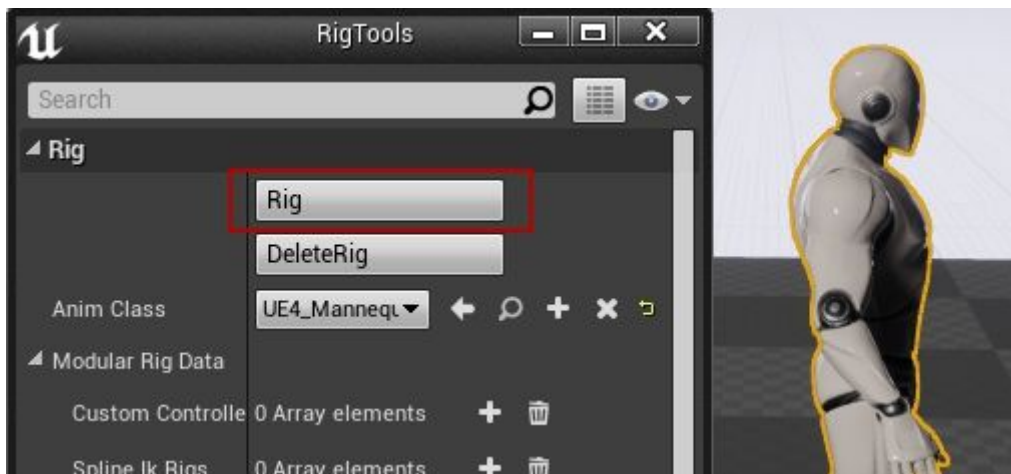 RigTools
Search
Rig
Rig
DeleteRig
Anim Class
UE4_Mannequ
Modular Rig Data
Custom Controlle 0 Array elements
Spline Ik Rigs 0 Array elements